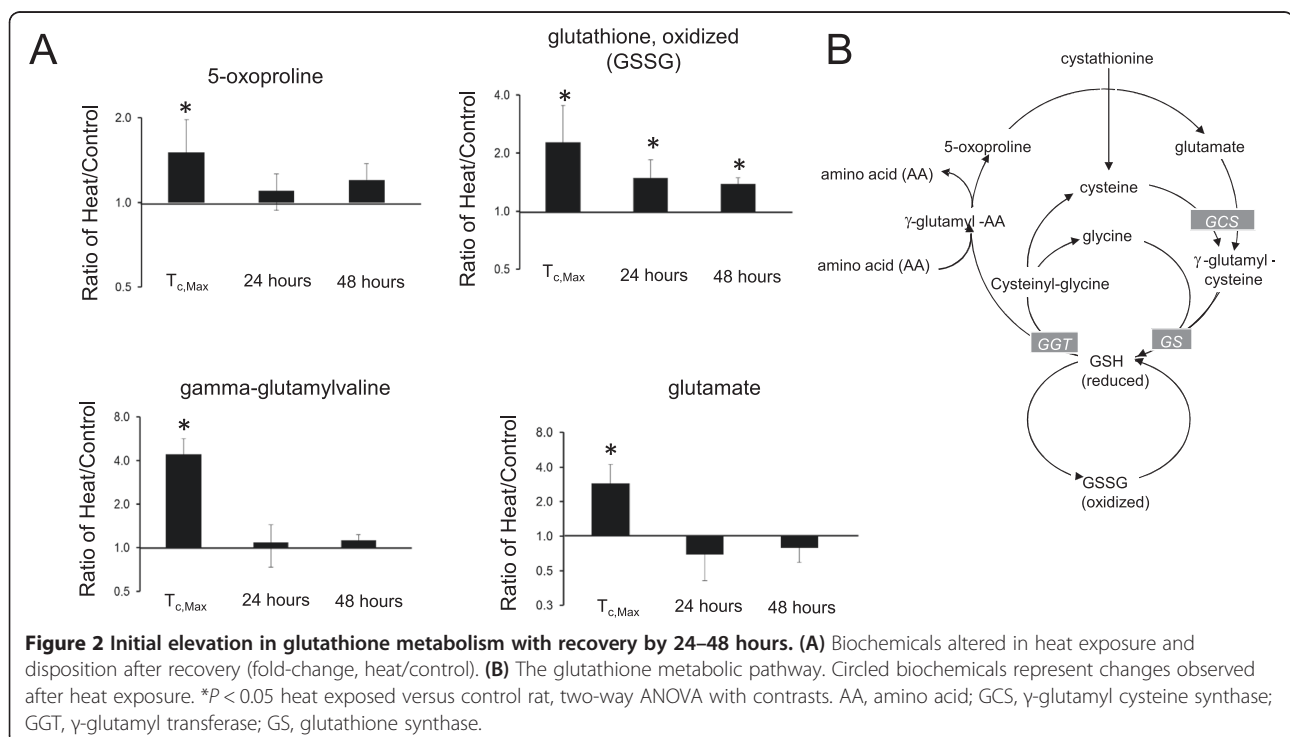 A
5-oxoproline
Ratio of Heat/Control
2.0
1.0
0.5
*
T c,Max
24 hours
48 hours
glutathione, oxidized
(GSSG)
Ratio of Heat/Control
4.0
2.0
1.0
0.5
*
*
*
T c,Max
24 hours
48 hours
gamma-glutamylvaline
Ratio of Heat/Control
8.0
4.0
2.0
1.0
0.5
*
T c,Max
24 hours
48 hours
glutamate
Ratio of Heat/Control
8.0
4.0
2.0
1.0
0.5
0.3
*
T c,Max
24 hours
48 hours
B
cystathionine
5-oxoproline
glutamate
amino acid (AA)
cysteine
GCS
γ-glutamyl -AA
glycine
amino acid (AA)
Cysteinyl-glycine
γ-glutamyl -
cysteine
GGT
GS
GSH
(reduced)
GSSG
(oxidized)
Figure 2 Initial elevation in glutathione metabolism with recovery by 24–48 hours. (A) Biochemicals altered in heat exposure and
disposition after recovery (fold-change, heat/control). (B) The glutathione metabolic pathway. Circled biochemicals represent changes observed
after heat exposure. *P < 0.05 heat exposed versus control rat, two-way ANOVA with contrasts. AA, amino acid; GCS, γ-glutamyl cysteine synthase;
GGT, γ-glutamyl transferase; GS, glutathione synthase.